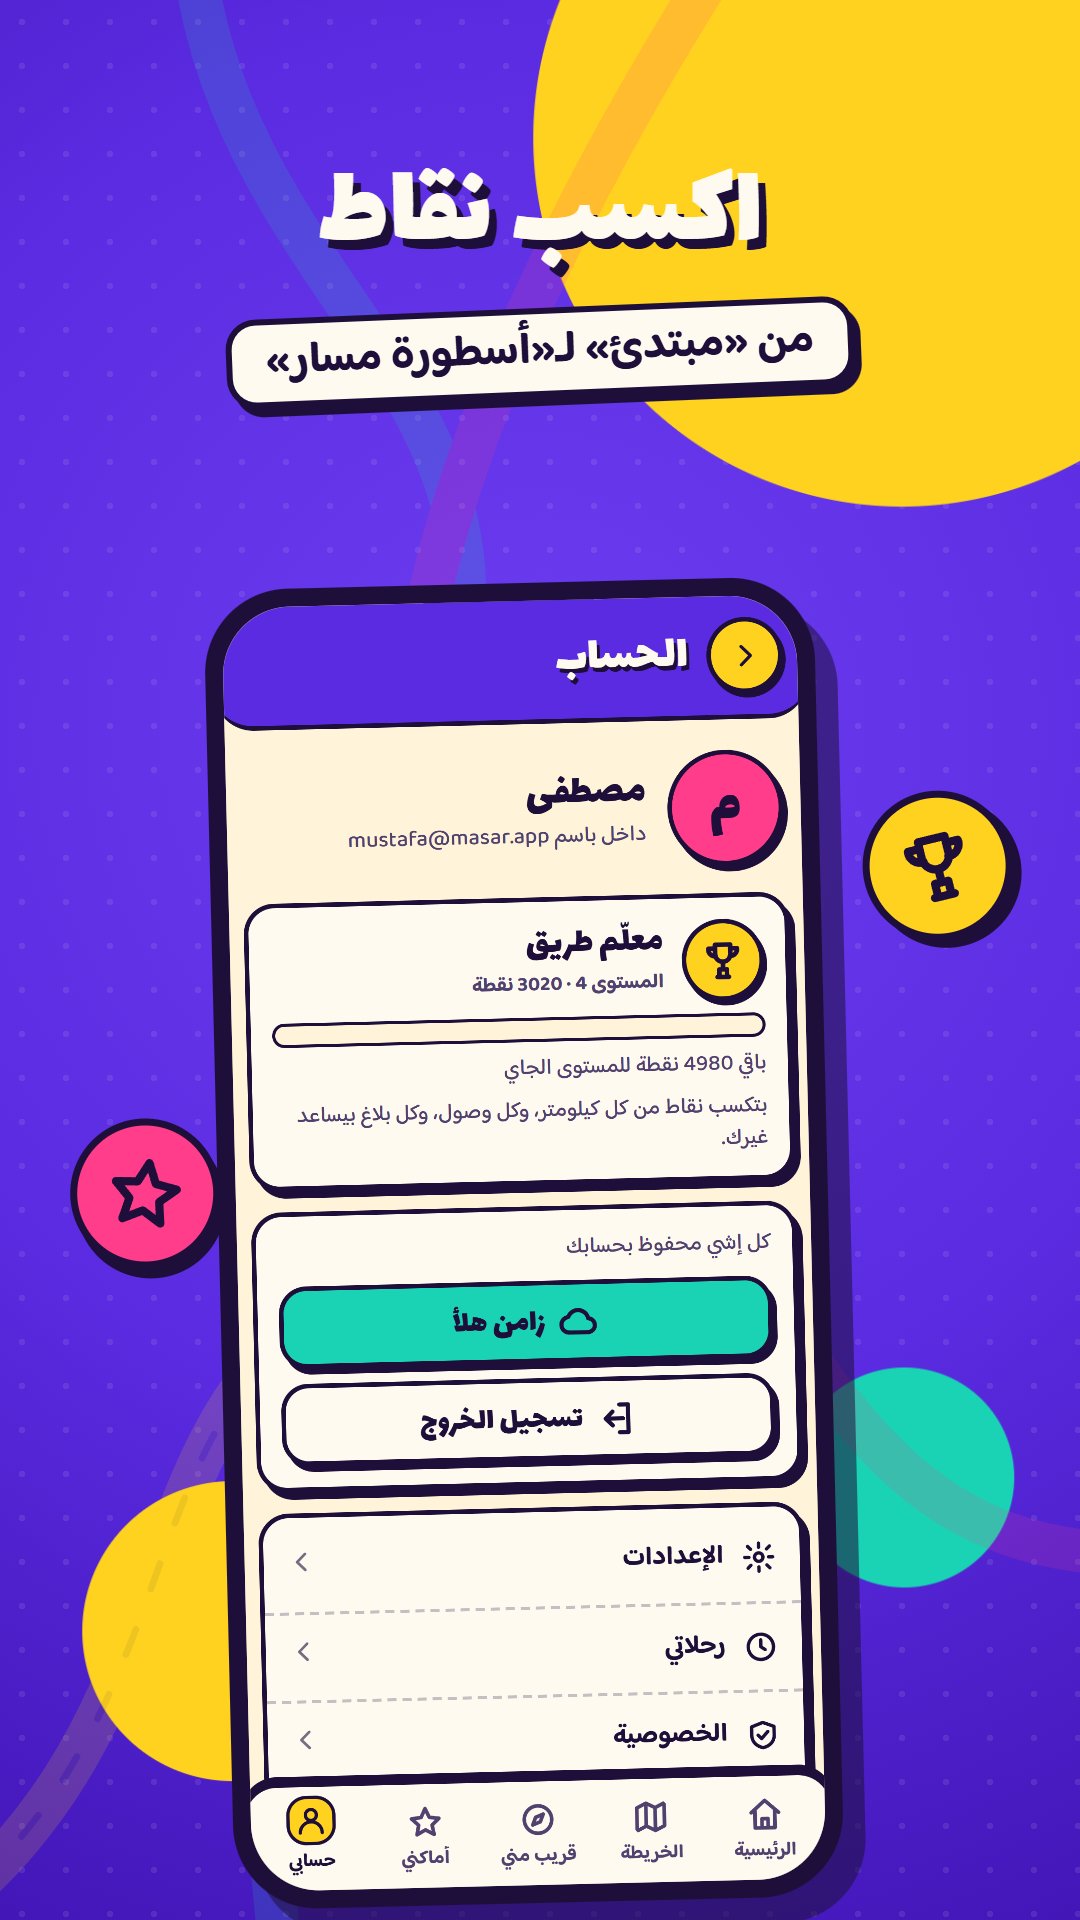 اكسب نقاط
من «مبتدئ» لـ«أسطورة مسار»
الحساب
م
مصطفى
داخل باسم mustafa@masar.app
معلّم طريق
المستوى 4 · 3020 نقطة
باقي 4980 نقطة للمستوى الجاي
بتكسب نقاط من كل كيلومتر، وكل وصول، وكل بلاغ بيساعد
غيرك.
كل إشي محفوظ بحسابك
زامن هلأ
تسجيل الخروج
الإعدادات
رحلاتي
الخصوصية
الرئيسية
الخريطة
قريب مني
أماكني
حسابي